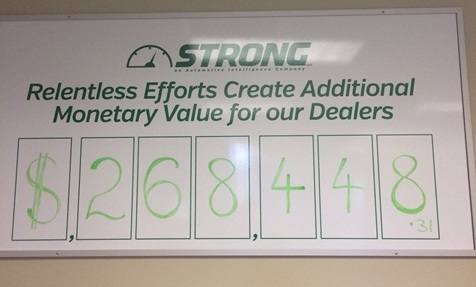 STRONG
an Automotive Intelligence Company
Relentless Efforts Create Additional
Monetary Value for our Dealers
$,268,448
.31